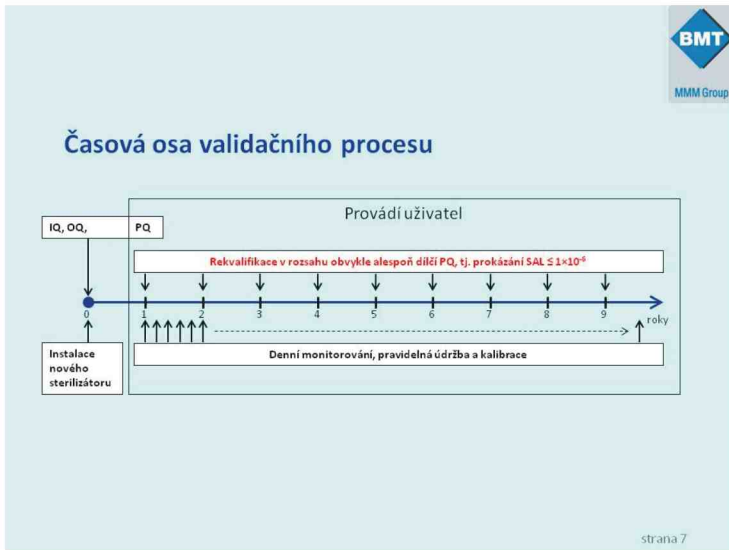 BMT
MMM Group
Časová osa validačního procesu
Provádí uživatel
IQ, OQ, PQ
Rekvalifikace v rozsahu obvykle alespoň dílčí PQ, tj. prokázání SAL ≤ 1×10⁻⁶
0 1 2 3 4 5 6 7 8 9
roky
Instalace
nového
sterilizátoru
Denní monitorování, pravidelná údržba a kalibrace
strana 7